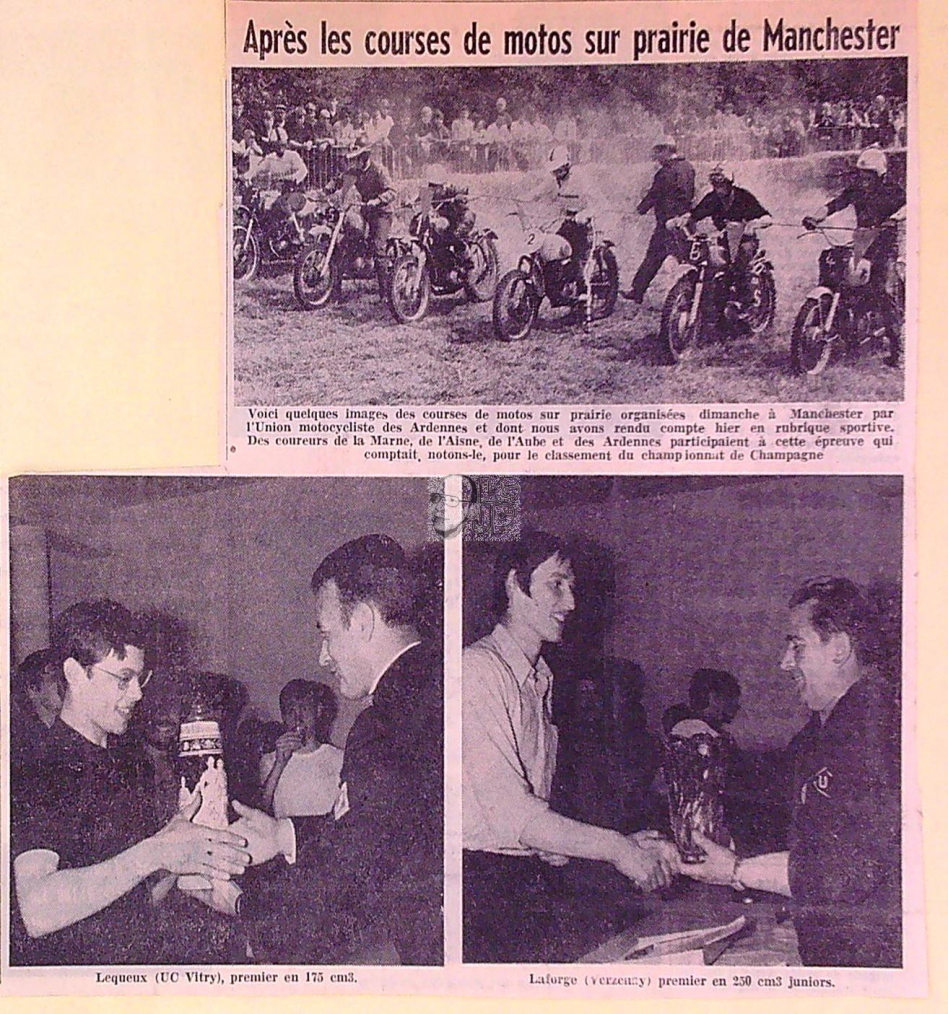 Après les courses de motos sur prairie de Manchester
2
Voici quelques images des courses de motos sur prairie organisées dimanche à Manchester par
l'Union motocycliste des Ardennes et dont nous avons rendu compte hier en rubrique sportive.
Des coureurs de la Marne, de l'Aisne, de l'Aube et des Ardennes participaient à cette épreuve qui
comptait, notons-le, pour le classement du championnat de Champagne
Lequeux (UC Vitry), premier en 175 cm3.
Laforge (Verzenay) premier en 250 cm3 juniors.